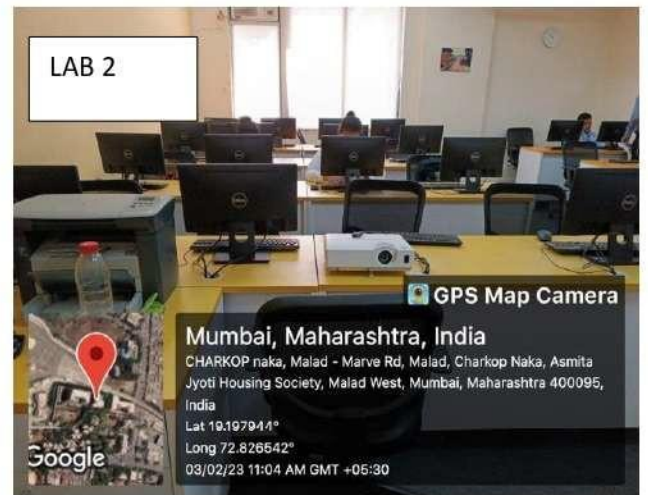 LAB 2
GPS Map Camera
Mumbai, Maharashtra, India
CHARKOP naka, Malad - Marve Rd, Malad, Charkop Naka, Asmita
Jyoti Housing Society, Malad West, Mumbai, Maharashtra 400095,
India
Lat 19.197944°
Long 72.826542°
03/02/23 11:04 AM GMT +05:30
Google